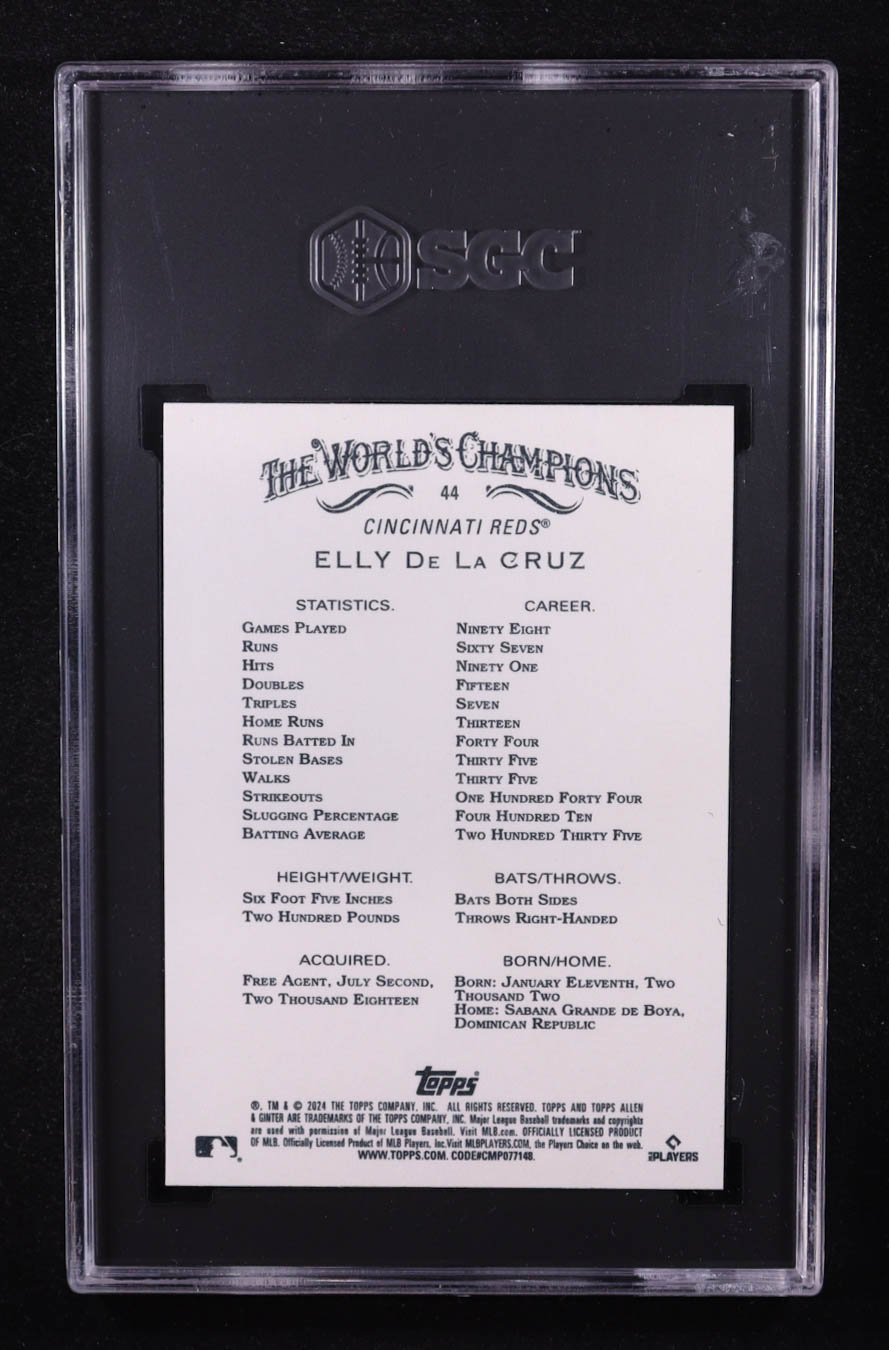 SGC
THE WORLD'S CHAMPIONS
44
CINCINNATI REDS®
ELLY DE LA CRUZ
STATISTICS. CAREER.
GAMES PLAYED NINETY EIGHT
RUNS SIXTY SEVEN
HITS NINETY ONE
DOUBLES FIFTEEN
TRIPLES SEVEN
HOME RUNS THIRTEEN
RUNS BATTED IN FORTY FOUR
STOLEN BASES THIRTY FIVE
WALKS THIRTY FIVE
STRIKEOUTS ONE HUNDRED FORTY FOUR
SLUGGING PERCENTAGE FOUR HUNDRED TEN
BATTING AVERAGE TWO HUNDRED THIRTY FIVE
HEIGHT/WEIGHT.
SIX FOOT FIVE INCHES
TWO HUNDRED POUNDS
BATS/THROWS.
BATS BOTH SIDES
THROWS RIGHT-HANDED
ACQUIRED.
FREE AGENT, JULY SECOND,
TWO THOUSAND EIGHTEEN
BORN/HOME.
BORN: JANUARY ELEVENTH, TWO
THOUSAND TWO
HOME: SABANA GRANDE DE BOYA,
DOMINICAN REPUBLIC
Topps
®, TM & © 2024 THE TOPPS COMPANY, INC. ALL RIGHTS RESERVED. TOPPS AND TOPPS ALLEN
& GINTER ARE TRADEMARKS OF THE TOPPS COMPANY, INC. Major League Baseball trademarks and copyrights
are used with permission of Major League Baseball. Visit MLB.com. OFFICIALLY LICENSED PRODUCT
OF MLB. Officially Licensed Product of MLB Players, Inc. Visit MLBPLAYERS.COM, the Players Choice on the web.
WWW.TOPPS.COM. CODE#CMP077148.
MLBPLAYERS